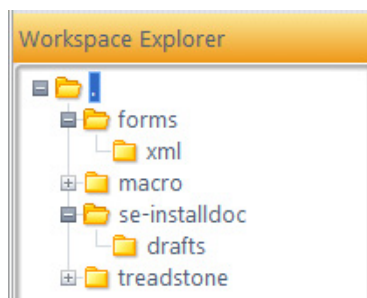 Workspace Explorer
.
forms
xml
macro
se-installdoc
drafts
treadstone